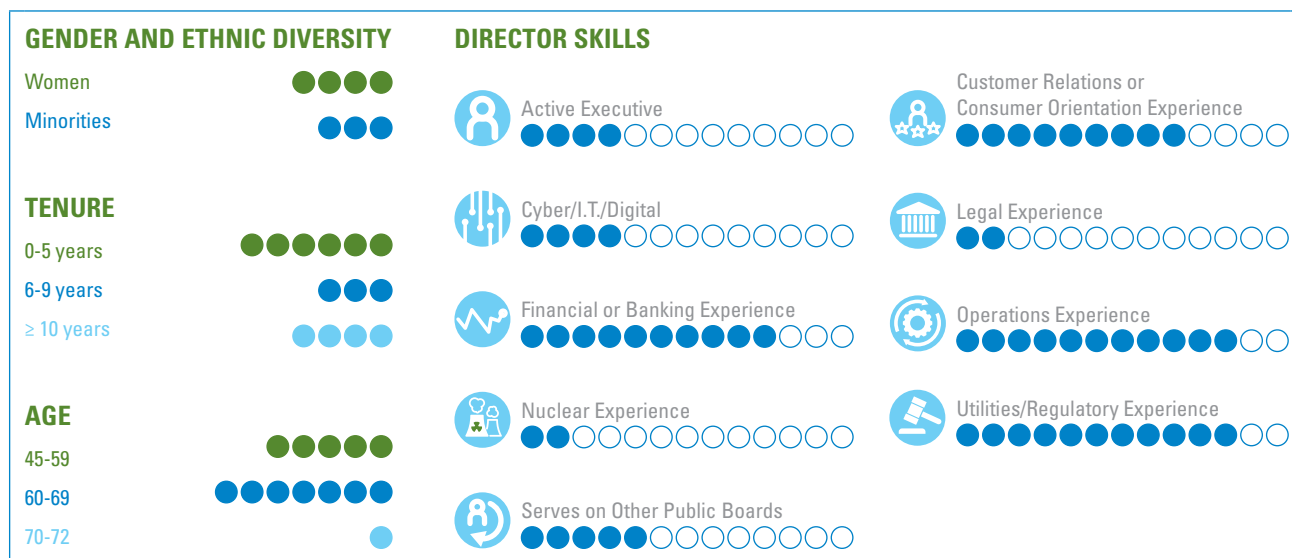 GENDER AND ETHNIC DIVERSITY
Women
Minorities
TENURE
0-5 years
6-9 years
≥ 10 years
AGE
45-59
60-69
70-72
DIRECTOR SKILLS
Active Executive
Cyber/I.T./Digital
Financial or Banking Experience
Nuclear Experience
Serves on Other Public Boards
Customer Relations or
Consumer Orientation Experience
Legal Experience
Operations Experience
Utilities/Regulatory Experience